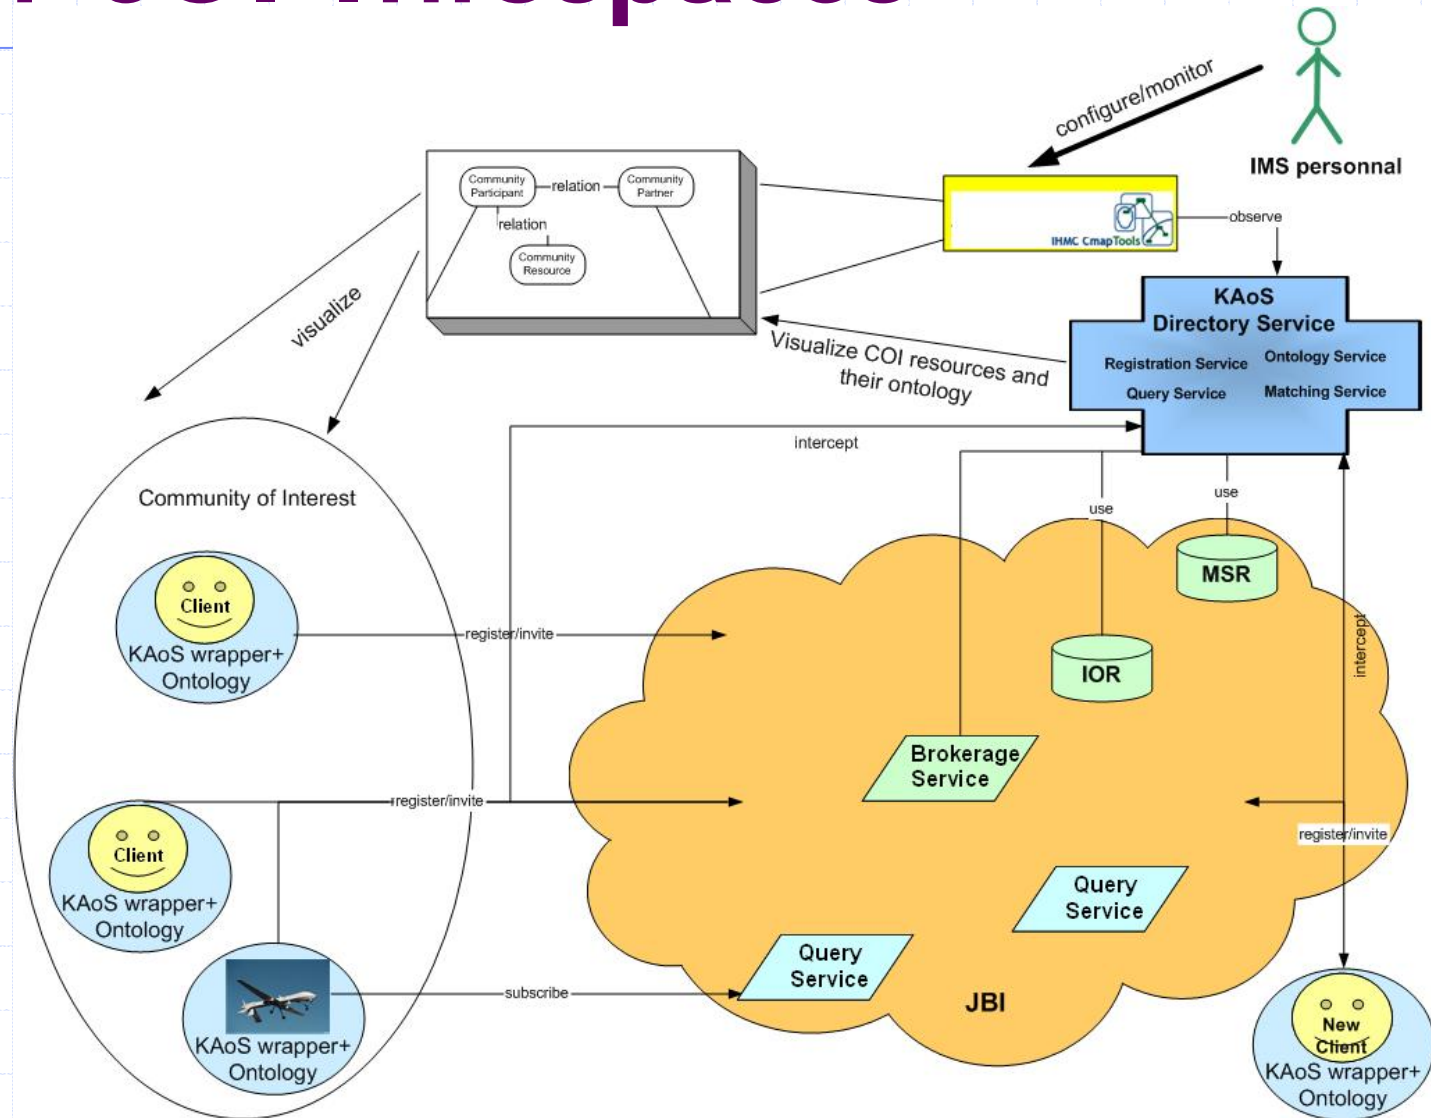 configure/monitor
IMS personnal
Community
Participant
relation
Community
Partner
relation
Community
Resource
IHMC CmapTools
observe
KAoS
Directory Service
Registration Service
Ontology Service
Query Service
Matching Service
visualize
Visualize COI resources and
their ontology
intercept
use
use
Community of Interest
Client
KAoS wrapper+
Ontology
register/invite
MSR
IOR
intercept
Brokerage
Service
register/invite
register/invite
Client
KAoS wrapper+
Ontology
Query
Service
Query
Service
subscribe
JBI
KAoS wrapper+
Ontology
New
Client
KAoS wrapper+
Ontology